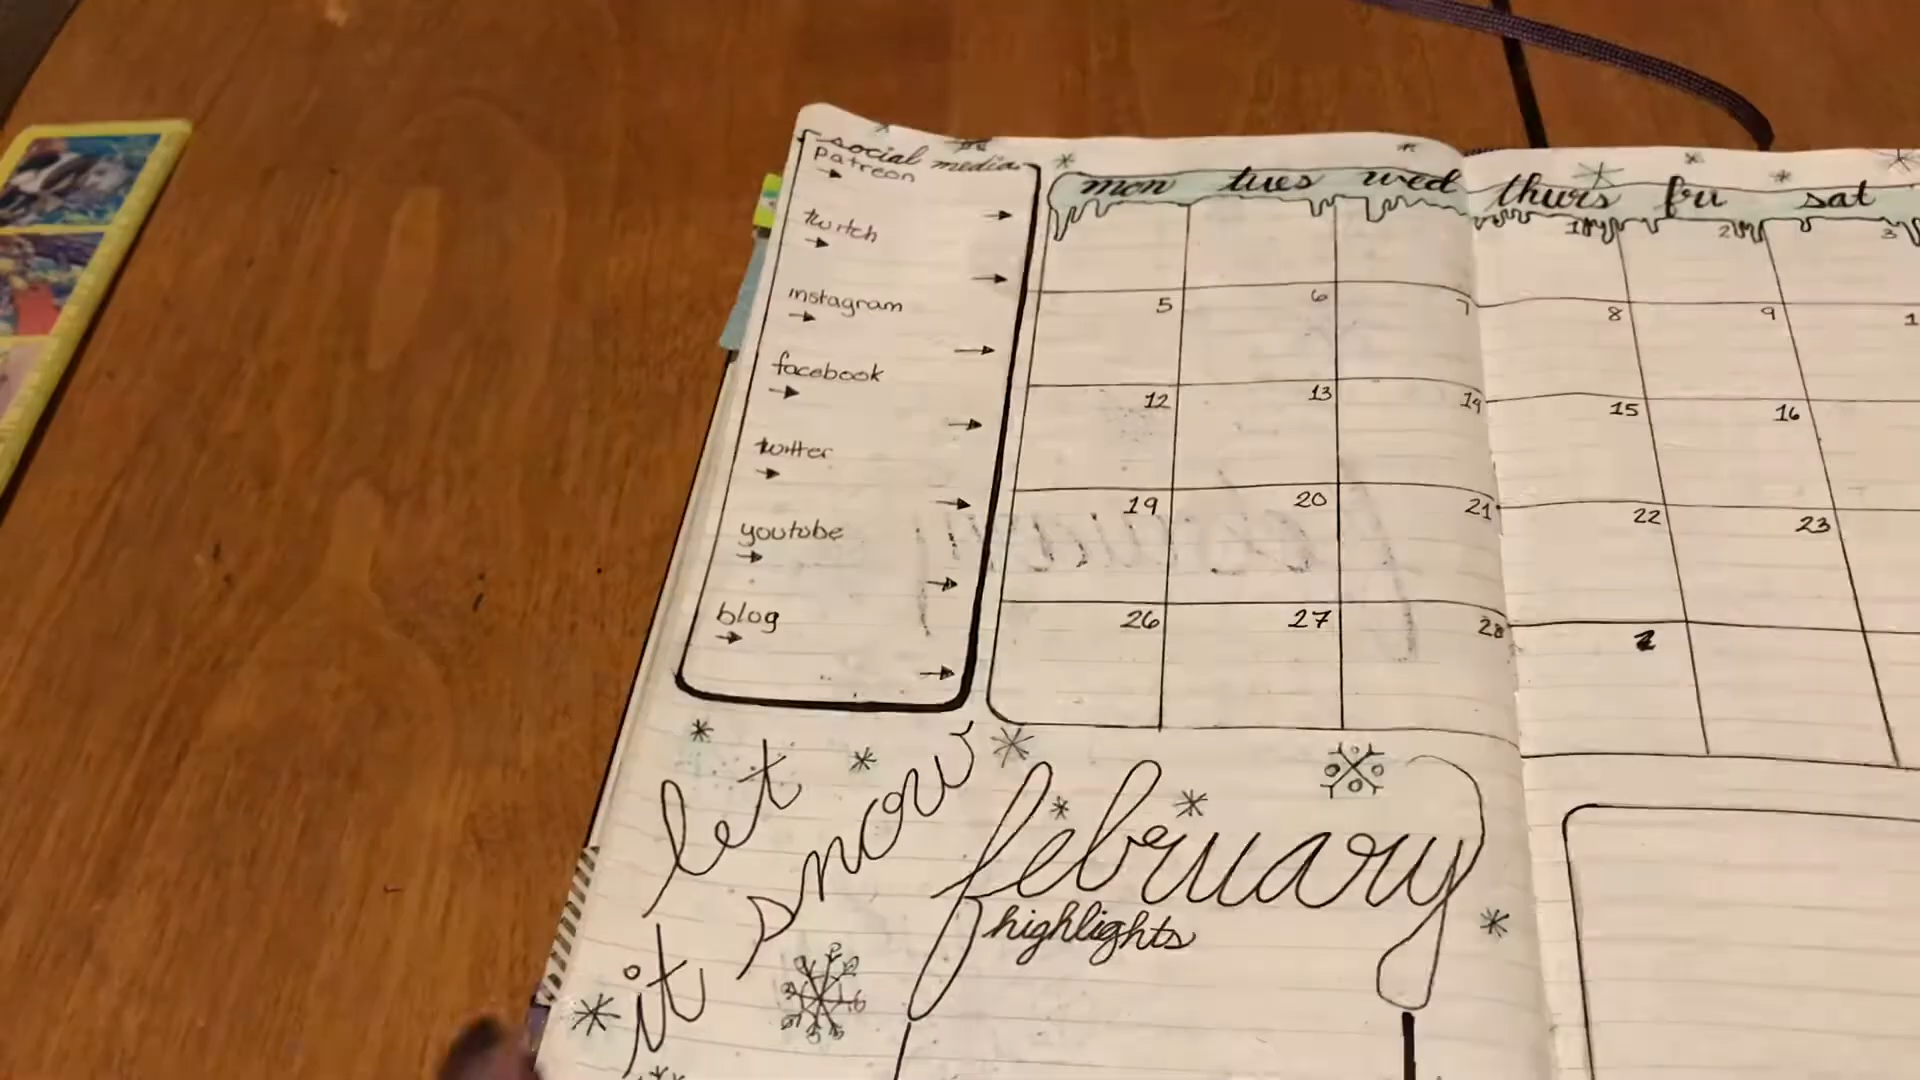 social media
patreon
twitch
instagram
facebook
twitter
youtube
blog
mon tues wed thurs fri sat
1 2 3
5 6 7 8 9 1
12 13 14 15 16
19 20 21 22 23
26 27 28
let
it snow
february
highlights